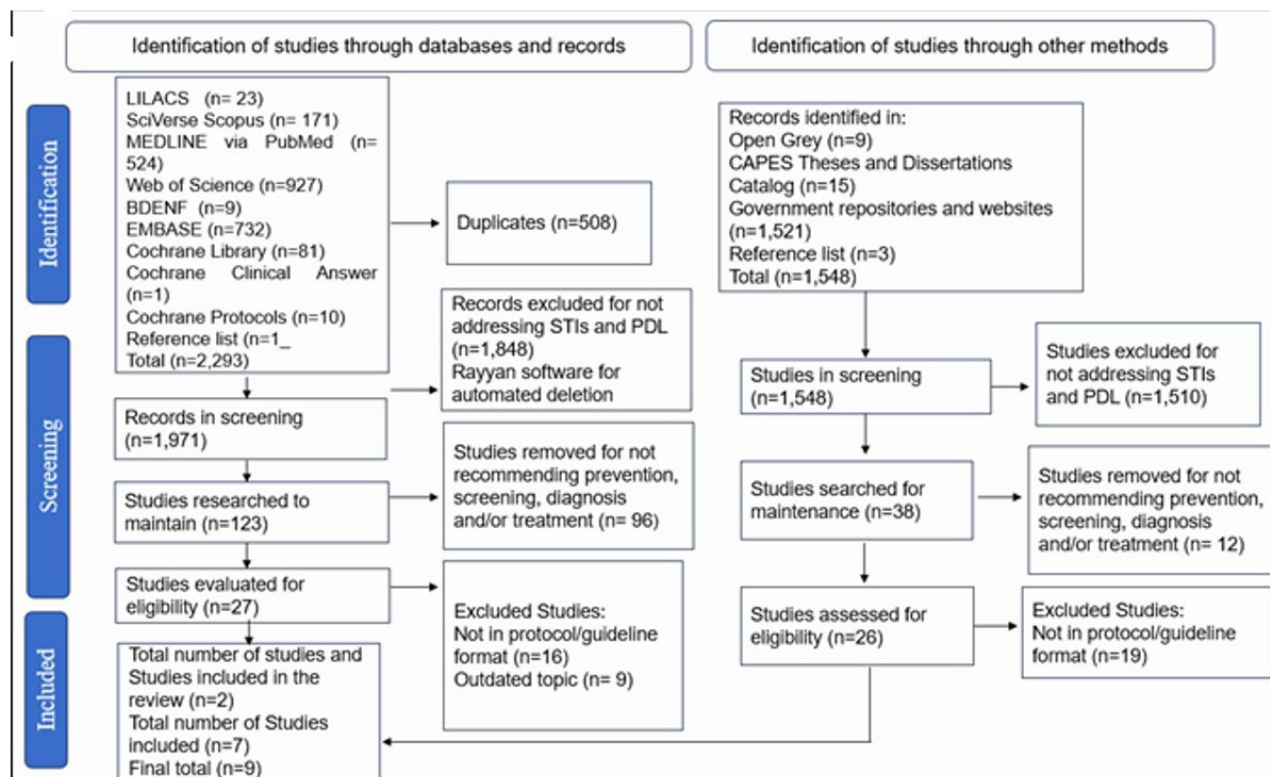 Identification of studies through databases and records
Identification of studies through other methods
Identification
LILACS (n= 23)
SciVerse Scopus (n= 171)
MEDLINE via PubMed (n=
524)
Web of Science (n=927)
BDENF (n=9)
EMBASE (n=732)
Cochrane Library (n=81)
Cochrane Clinical Answer
(n=1)
Cochrane Protocols (n=10)
Reference list (n=1_
Total (n=2,293)
Duplicates (n=508)
Records identified in:
Open Grey (n=9)
CAPES Theses and Dissertations
Catalog (n=15)
Government repositories and websites
(n=1,521)
Reference list (n=3)
Total (n=1,548)
Screening
Records excluded for not
addressing STIs and PDL
(n=1,848)
Rayyan software for
automated deletion
Records in screening
(n=1,971)
Studies removed for not
recommending prevention,
screening, diagnosis
and/or treatment (n= 96)
Studies researched to
maintain (n=123)
Studies evaluated for
eligibility (n=27)
Excluded Studies:
Not in protocol/guideline
format (n=16)
Outdated topic (n= 9)
Studies in screening
(n=1,548)
Studies excluded for
not addressing STIs
and PDL (n=1,510)
Studies searched for
maintenance (n=38)
Studies removed for not
recommending prevention,
screening, diagnosis
and/or treatment (n= 12)
Studies assessed for
eligibility (n=26)
Excluded Studies:
Not in protocol/guideline
format (n=19)
Included
Total number of studies and
Studies included in the
review (n=2)
Total number of Studies
included (n=7)
Final total (n=9)